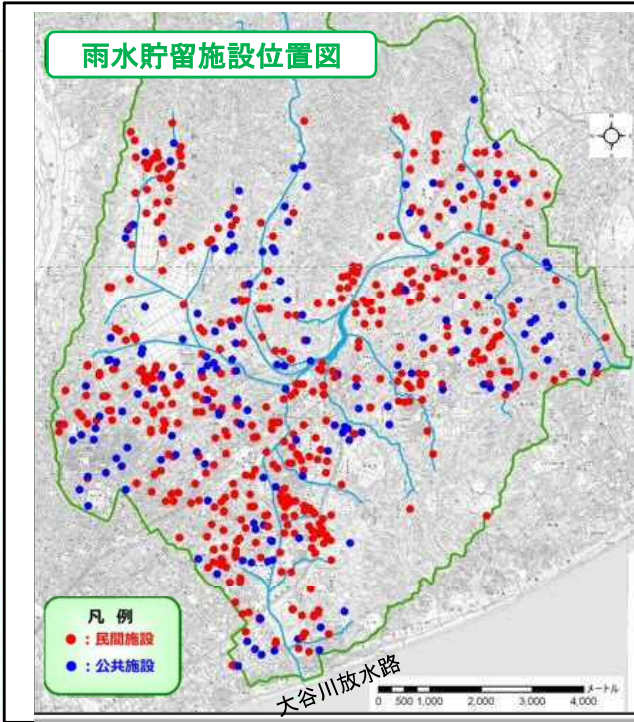 雨水貯留施設位置図
凡 例
● : 民間施設
● : 公共施設
大谷川放水路
メートル
0 500 1,000 2,000 3,000 4,000